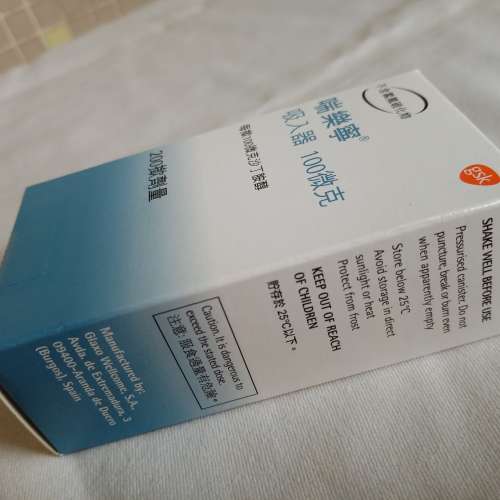 喘樂寧®
吸入器 100微克
200撳劑量
gsk
SHAKE WELL BEFORE USE
Pressurised canister. Do not
puncture, break or burn even
when apparently empty
Store below 25°C
Avoid storage in direct
sunlight or heat
Protect from frost
KEEP OUT OF REACH
OF CHILDREN
貯存於 25°C以下。
Caution. It is dangerous to
exceed the stated dose.
注意: 服食過量有危險。
Manufactured by:
Glaxo Wellcome, S.A.,
Avda. de Extremadura, 3
09400-Aranda de Duero
(Burgos), Spain